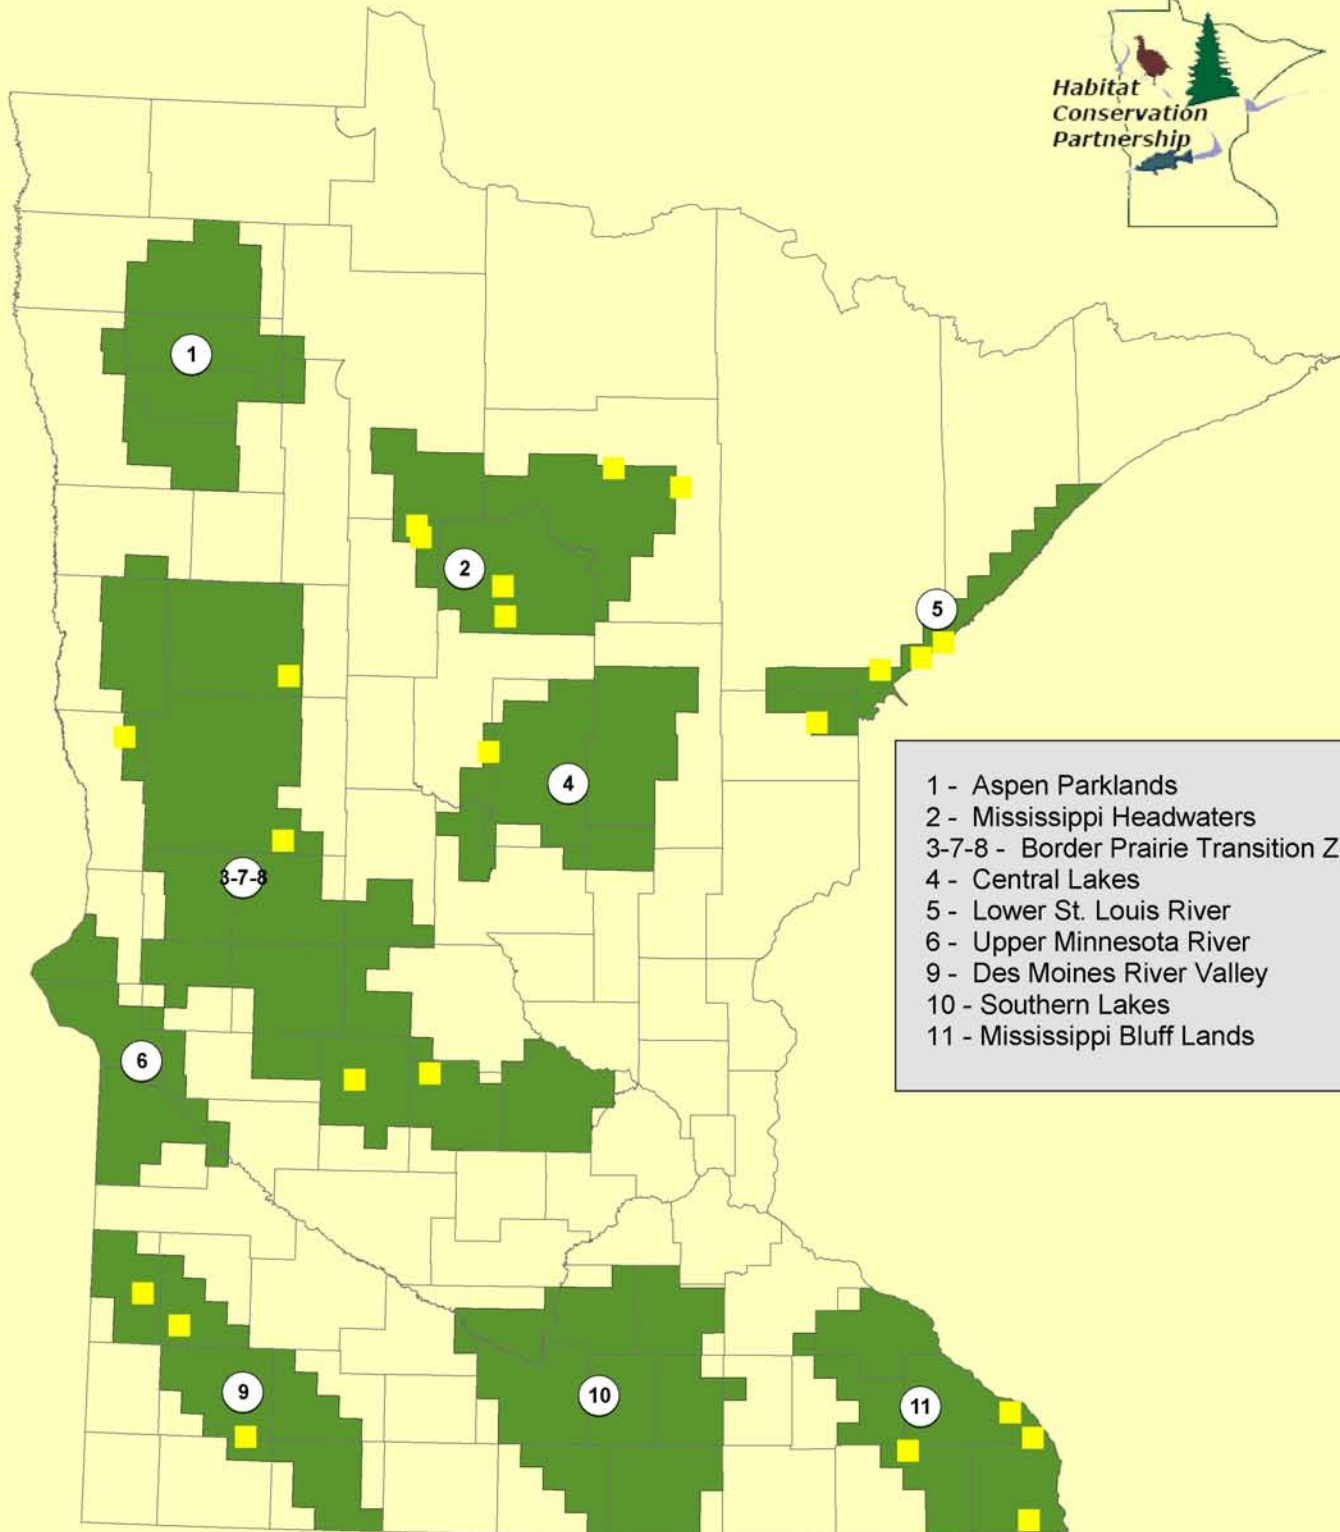 Habitat
Conservation
Partnership
1
2
5
4
3-7-8
6
9
10
11
1 - Aspen Parklands
2 - Mississippi Headwaters
3-7-8 - Border Prairie Transition Z
4 - Central Lakes
5 - Lower St. Louis River
6 - Upper Minnesota River
9 - Des Moines River Valley
10 - Southern Lakes
11 - Mississippi Bluff Lands